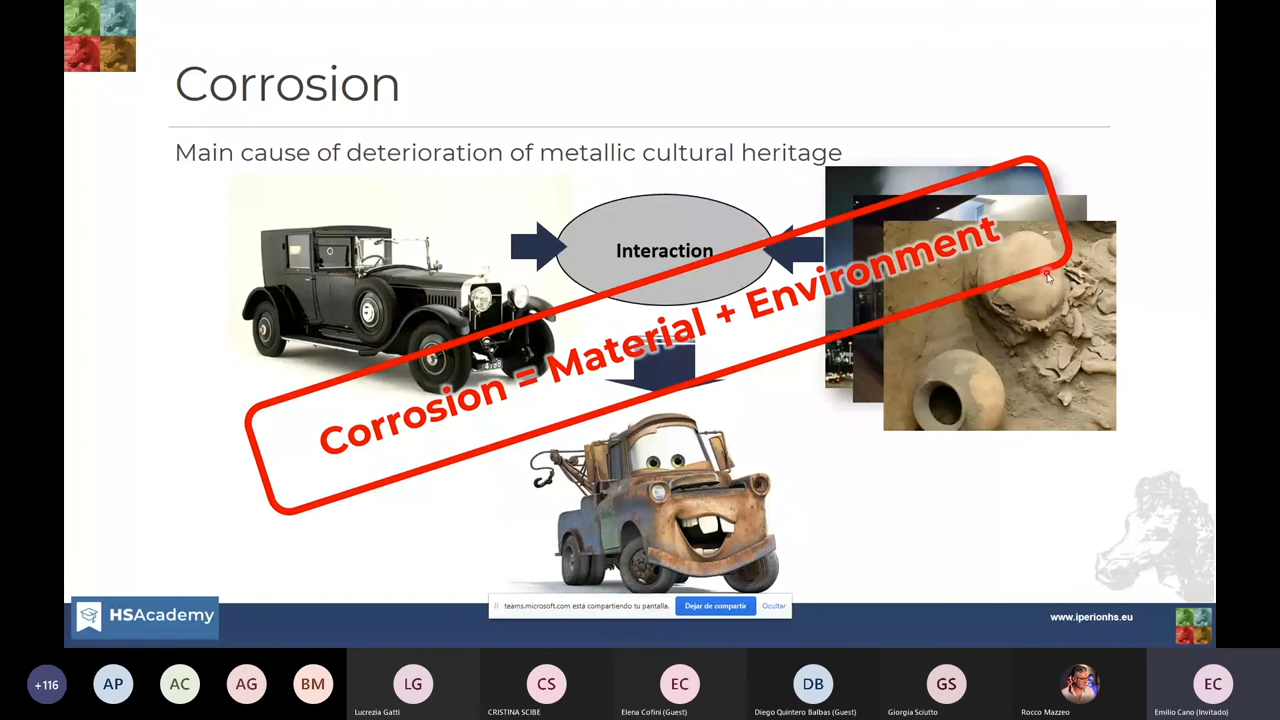 Corrosion
Main cause of deterioration of metallic cultural heritage
Interaction
Corrosion = Material + Environment
teams.microsoft.com está compartiendo tu pantalla.
Dejar de compartir
Ocultar
HSAcademy
www.iperionhs.eu
+116
AP
AC
AG
BM
LG
CS
EC
DB
GS
EC
Lucrezia Gatti
CRISTINA SCIBE
Elena Cofini (Guest)
Diego Quintero Balbas (Guest)
Giorgia Sciutto
Rocco Mazzeo
Emilio Cano (Invitado)